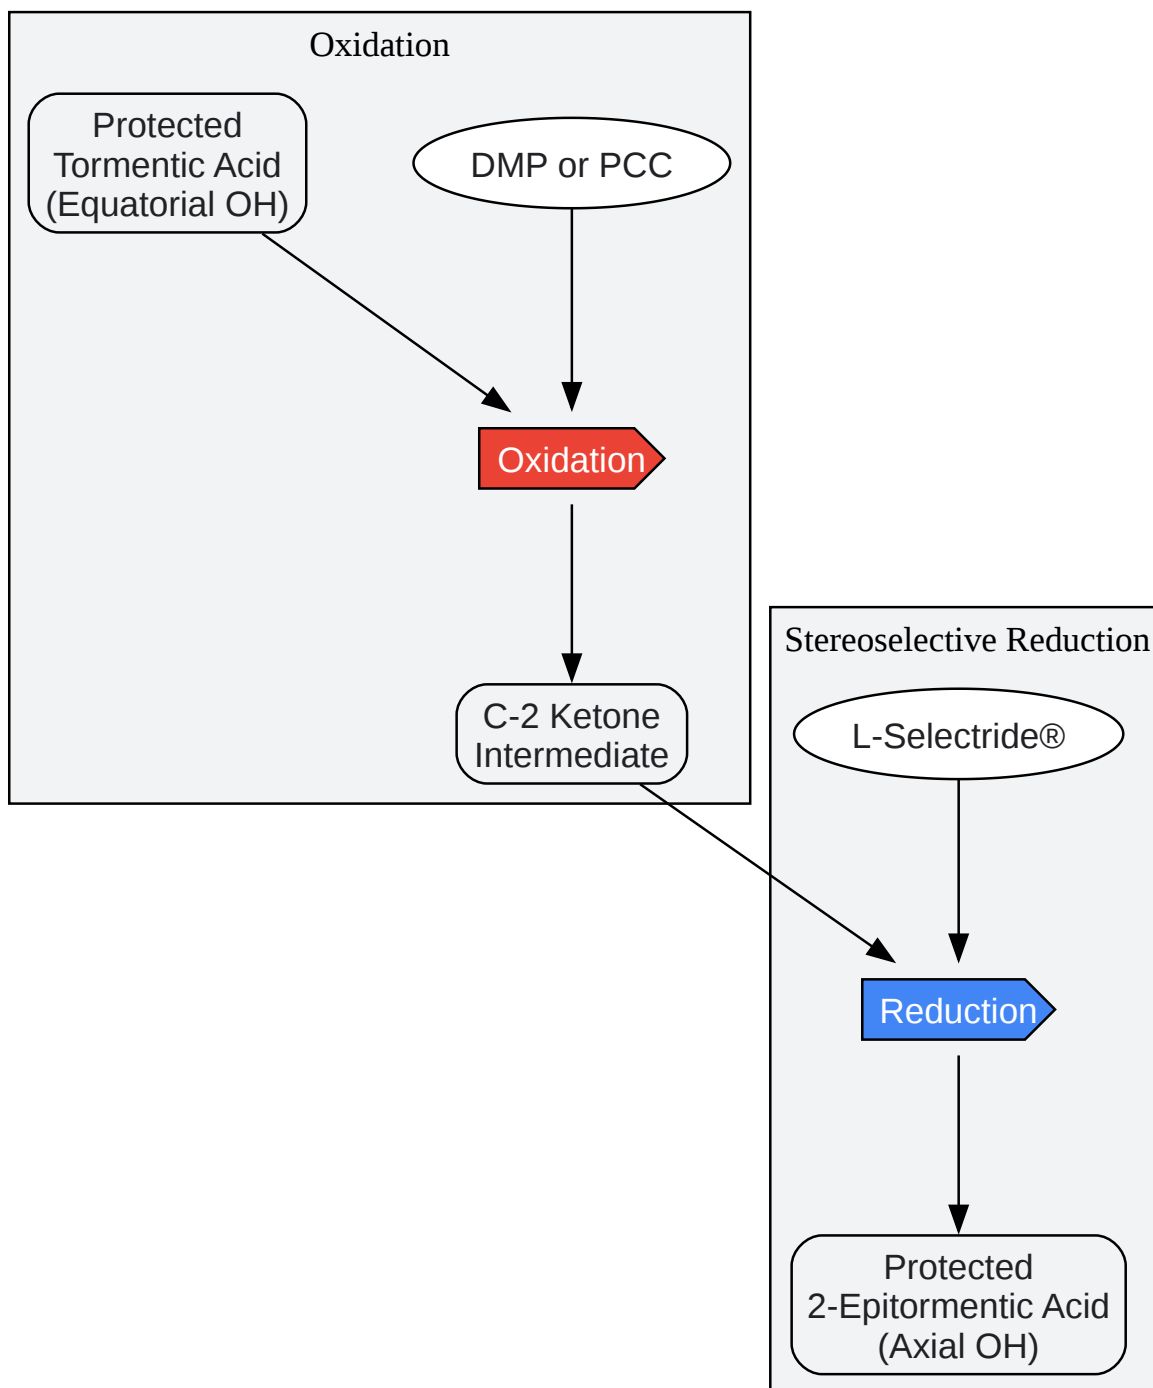 Oxidation
Protected
Tormentic Acid
(Equatorial OH)
DMP or PCC
Oxidation
C-2 Ketone
Intermediate
Stereoselective Reduction
L-Selectride®
Reduction
Protected
2-Epitormentic Acid
(Axial OH)